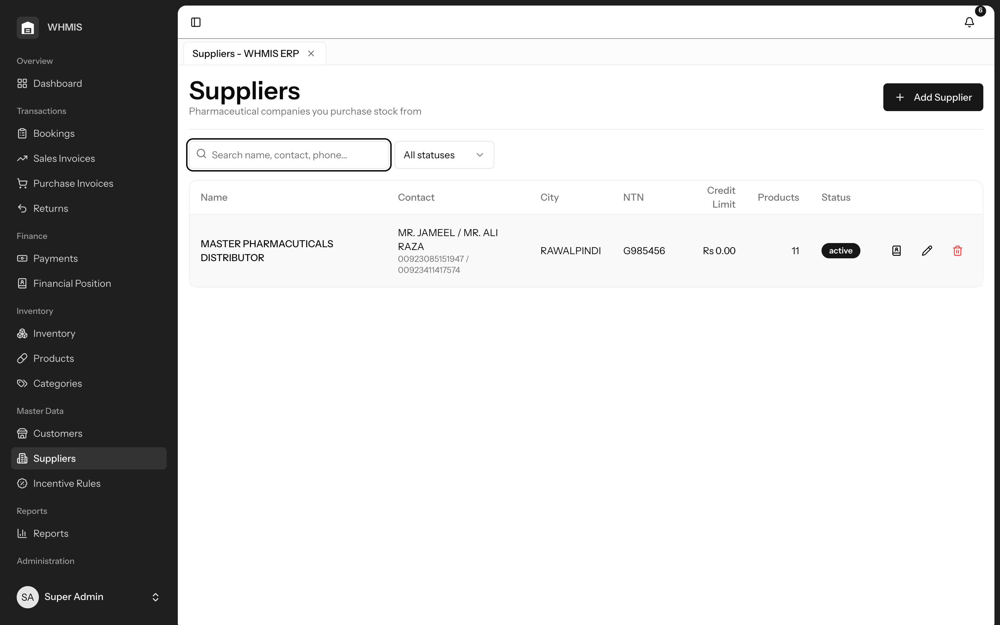 WHMIS
Overview
Dashboard
Transactions
Bookings
Sales Invoices
Purchase Invoices
Returns
Finance
Payments
Financial Position
Inventory
Inventory
Products
Categories
Master Data
Customers
Suppliers
Incentive Rules
Reports
Reports
Administration
SA
Super Admin
6
Suppliers - WHMIS ERP
Suppliers
Pharmaceutical companies you purchase stock from
Add Supplier
Search name, contact, phone...
All statuses
Name
Contact
City
NTN
Credit
Limit
Products
Status
MASTER PHARMACUTICALS
DISTRIBUTOR
MR. JAMEEL / MR. ALI
RAZA
00923085151947 /
00923411417574
RAWALPINDI
G985456
Rs 0.00
11
active